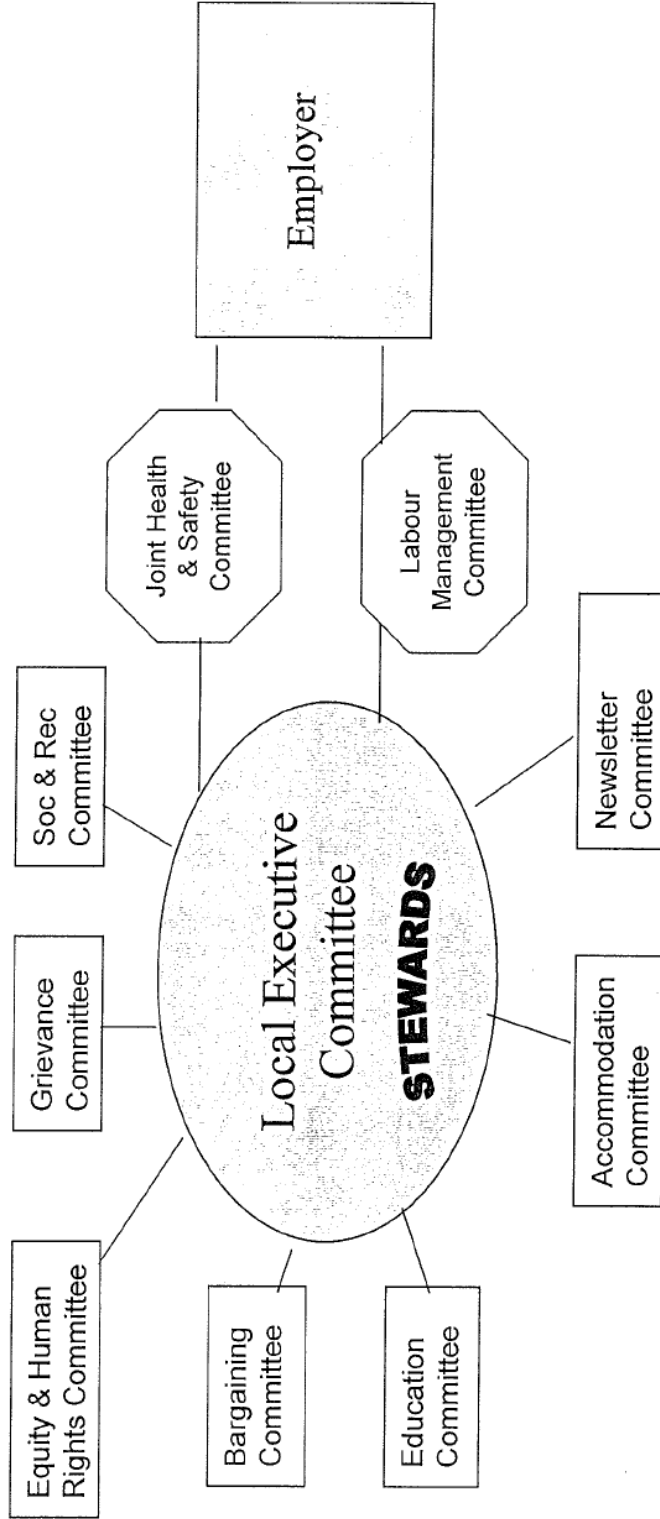 Equity & Human
Rights Committee
Grievance
Committee
Soc & Rec
Committee
Joint Health
& Safety
Committee
Employer
Bargaining
Committee
Local Executive
Committee
STEWARDS
Labour
Management
Committee
Education
Committee
Accommodation
Committee
Newsletter
Committee